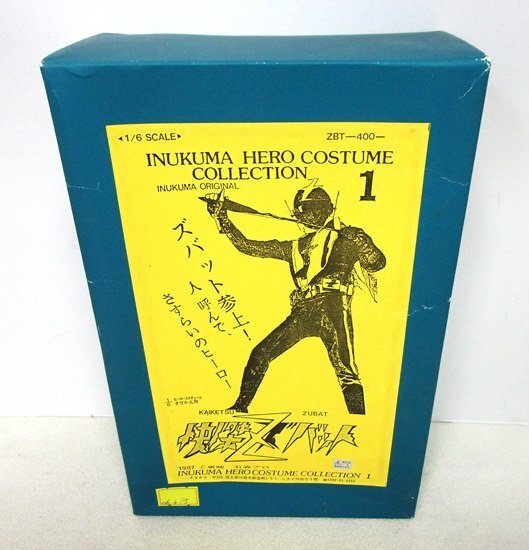 ◂1/6 SCALE▸
ZBT—400—
INUKUMA HERO COSTUME
COLLECTION 1
INUKUMA ORIGINAL
ズバット参上!
人呼んで、
さすらいのヒーロー
KAIKETSU ZUBAT
快傑ズバット
1987 ©東映
INUKUMA HERO COSTUME COLLECTION 1